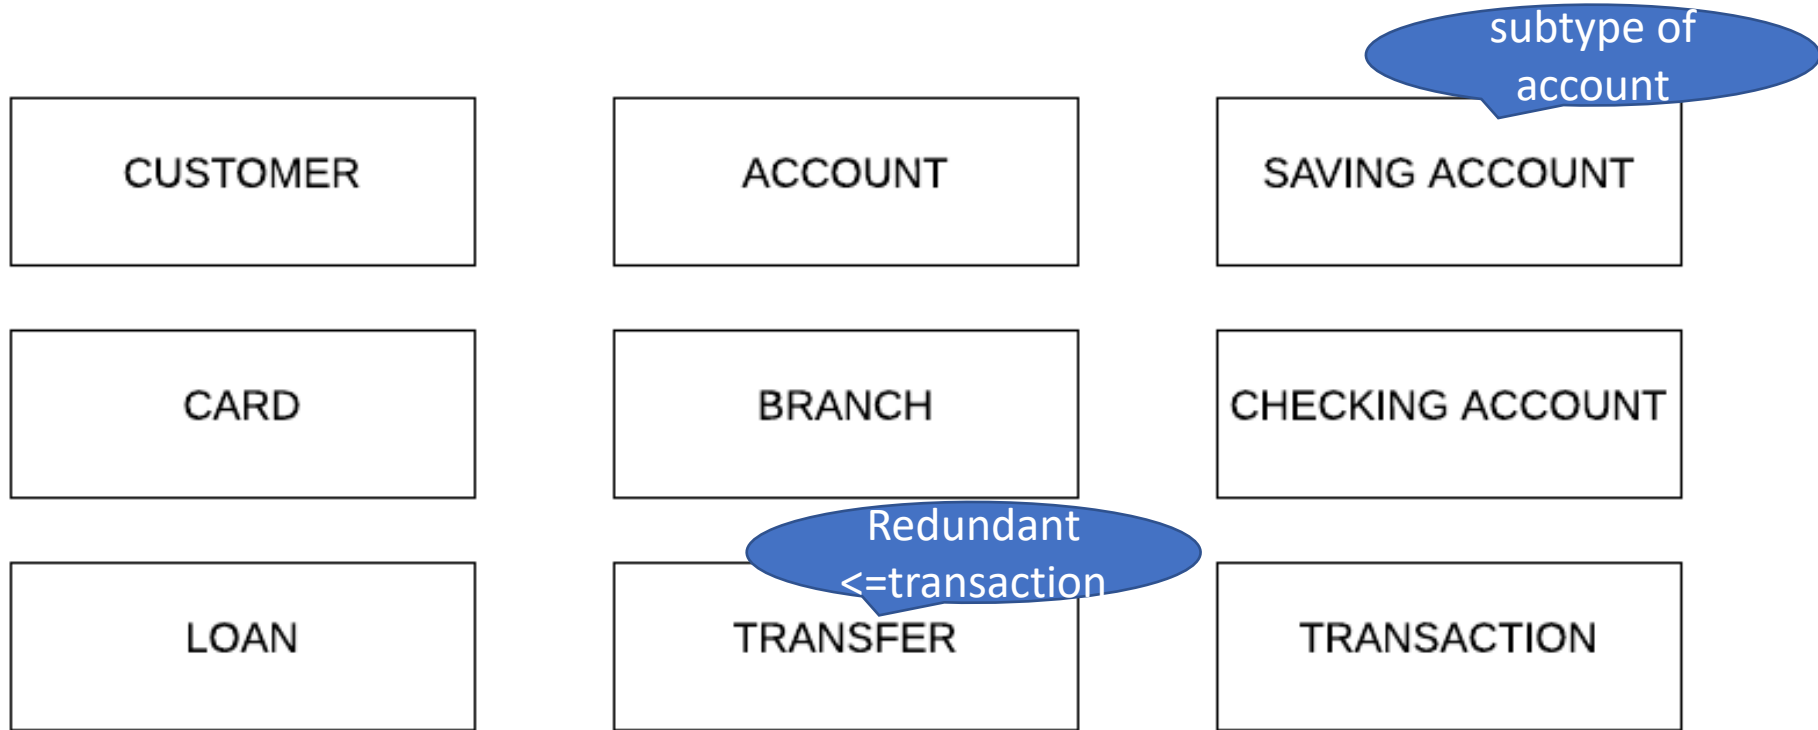 subtype of
account
CUSTOMER
ACCOUNT
SAVING ACCOUNT
CARD
BRANCH
CHECKING ACCOUNT
Redundant
<=transaction
LOAN
TRANSFER
TRANSACTION